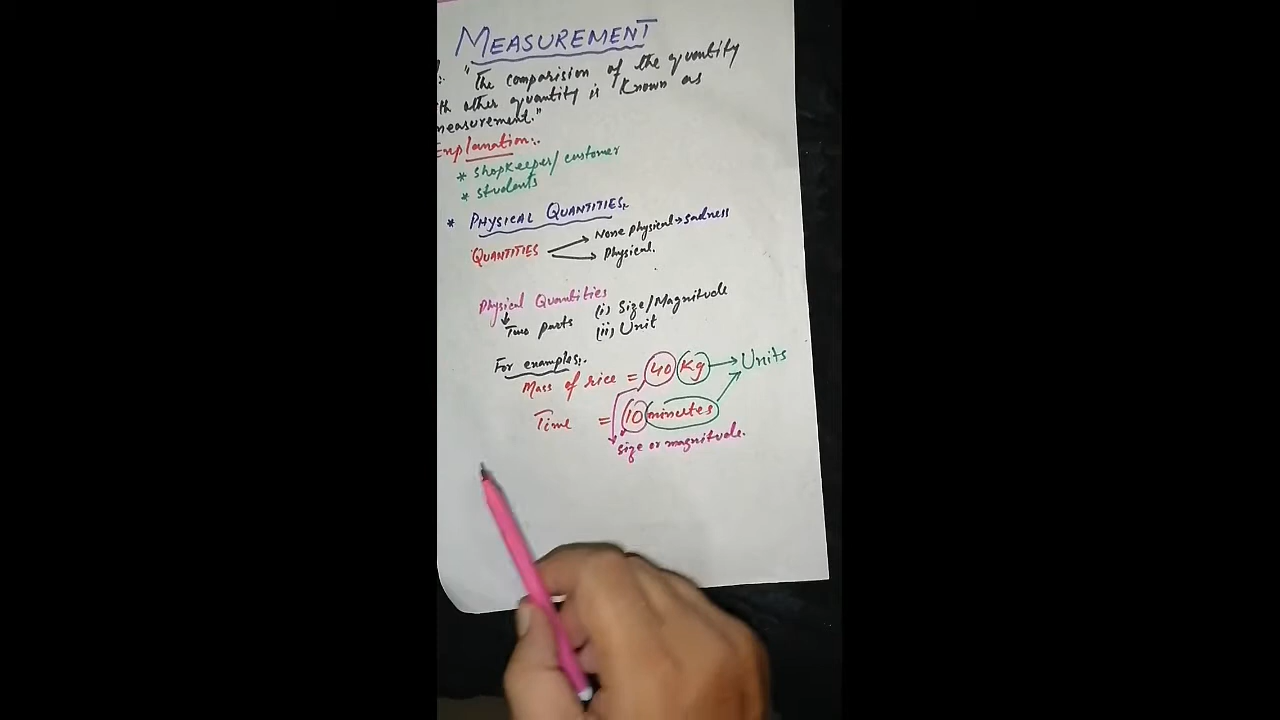 MEASUREMENT
"The comparision of the quantity
other quantity is known as
measurement."
Explanation:.
* Shopkeeper/customer
* Students
* PHYSICAL QUANTITIES:.
QUANTITIES None physical → sadness
Physical.
Physical Quantities
Two parts (i) Size/Magnitude
(ii) Unit
For examples:.
Mass of rice = 40 Kg → Units
Time = 10 minutes
size or magnitude.